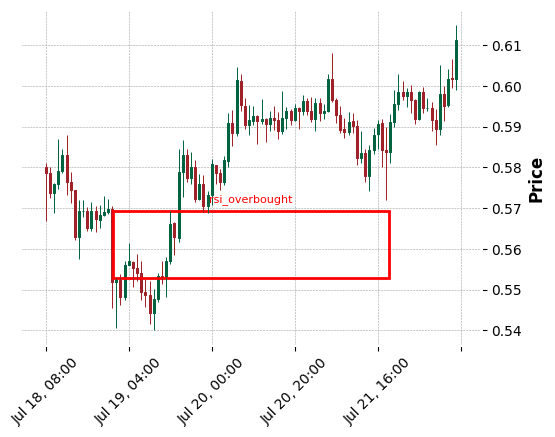 0.61
0.60
0.59
0.58
0.57
0.56
0.55
0.54
Price
rsi_overbought
Jul 18, 08:00
Jul 19, 04:00
Jul 20, 00:00
Jul 20, 20:00
Jul 21, 16:00